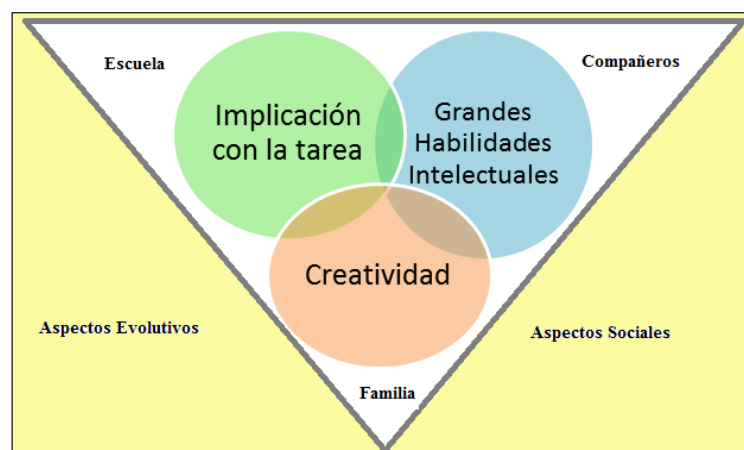 Escuela
Compañeros
Implicación
con la tarea
Grandes
Habilidades
Intelectuales
Creatividad
Aspectos Evolutivos
Aspectos Sociales
Familia